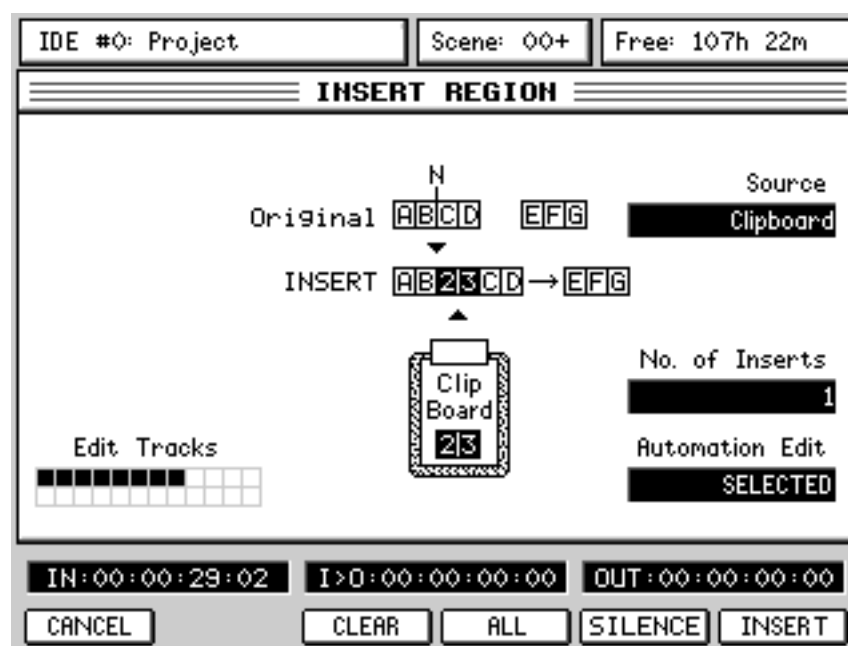 IDE #0: Project
Scene: 00+
Free: 107h 22m
INSERT REGION
N
Original ABCD EFG
Source
Clipboard
INSERT AB23CD→EFG
Clip
Board
23
No. of Inserts
1
Edit Tracks
Automation Edit
SELECTED
IN:00:00:29:02
I>O:00:00:00:00
OUT:00:00:00:00
CANCEL
CLEAR
ALL
SILENCE
INSERT